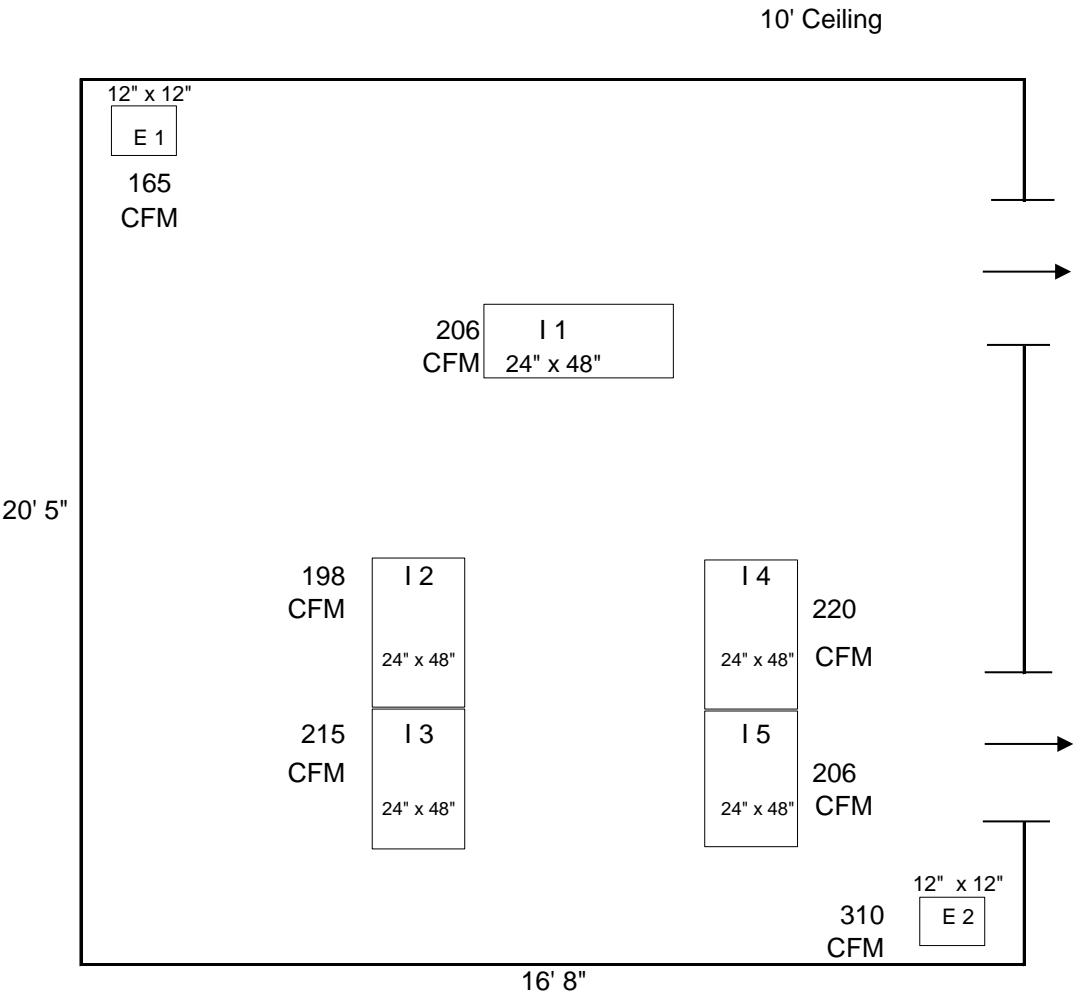 10' Ceiling
12" x 12"
E 1
165
CFM
206
CFM
I 1
24" x 48"
20' 5"
198
CFM
I 2
24" x 48"
I 4
24" x 48"
220
CFM
215
CFM
I 3
24" x 48"
I 5
24" x 48"
206
CFM
12" x 12"
E 2
310
CFM
16' 8"